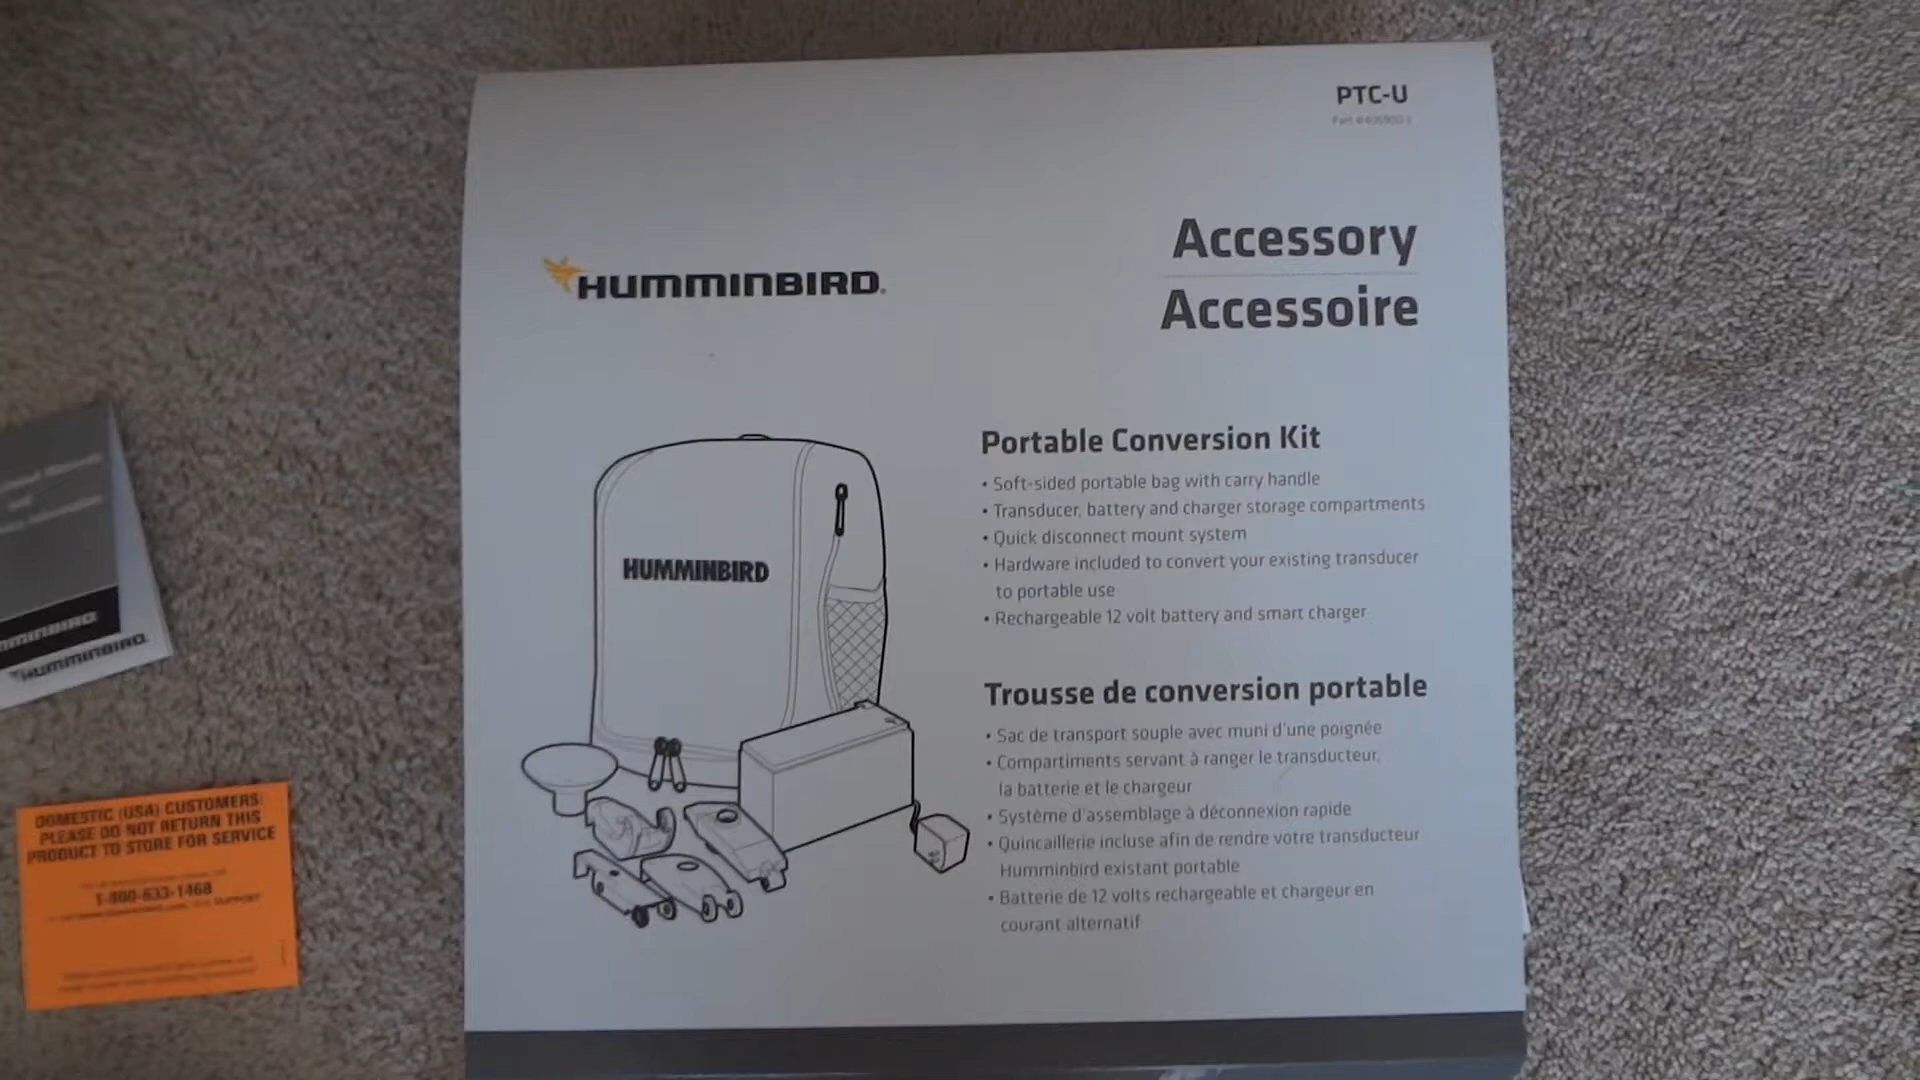 PTC-U
Accessory
Accessoire
HUMMINBIRD
Portable Conversion Kit
• Soft-sided portable bag with carry handle
• Transducer, battery and charger storage compartments
• Quick disconnect mount system
• Hardware included to convert your existing transducer
to portable use
• Rechargeable 12 volt battery and smart charger
HUMMINBIRD
Trousse de conversion portable
• Sac de transport souple avec muni d'une poignée
• Compartiments servant à ranger le transducteur,
la batterie et le chargeur
• Système d'assemblage à déconnexion rapide
• Quincaillerie incluse afin de rendre votre transducteur
Humminbird existant portable
• Batterie de 12 volts rechargeable et chargeur en
courant alternatif
HUMMINBIRD
DOMESTIC (USA) CUSTOMERS:
PLEASE DO NOT RETURN THIS
PRODUCT TO STORE FOR SERVICE
1-800-633-1468